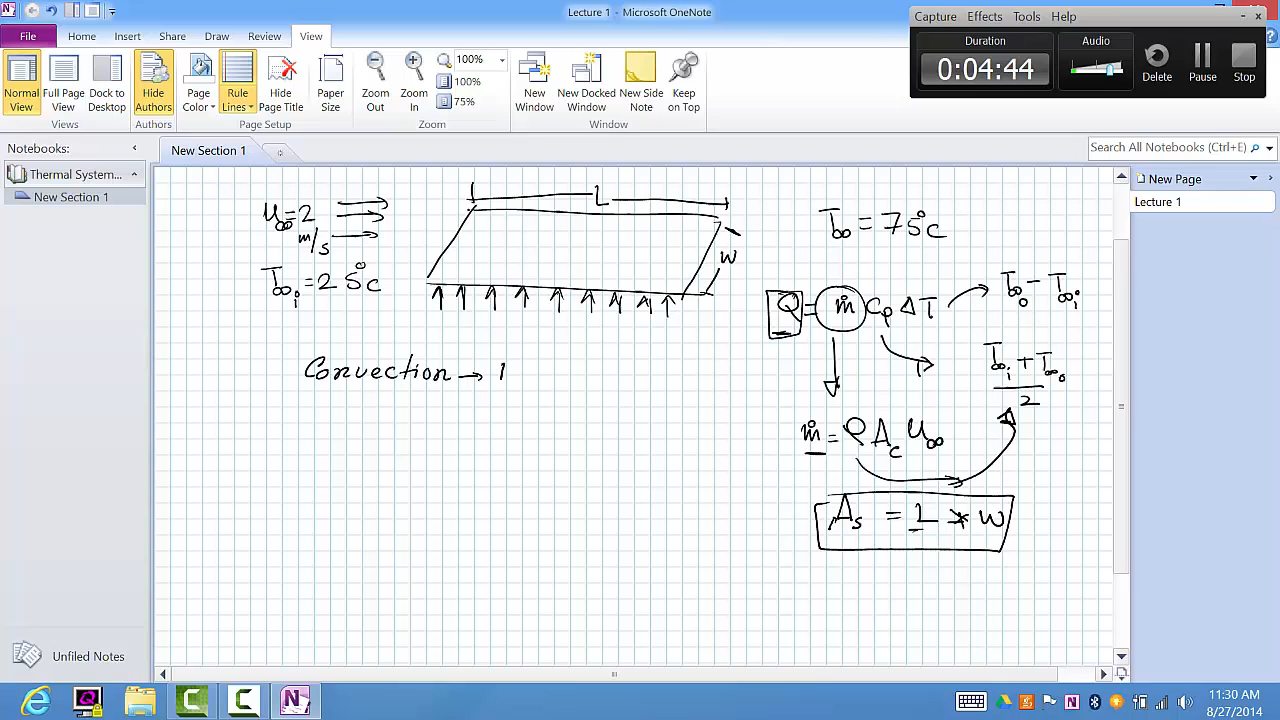 Lecture 1 - Microsoft OneNote
File Home Insert Share Draw Review View
Normal View
Full Page View
Dock to Desktop
Views
Hide Authors
Authors
Page Color
Rule Lines
Hide Page Title
Paper Size
Page Setup
Zoom Out
Zoom In
100%
100%
75%
Zoom
New Window
New Docked Window
New Side Note
Keep on Top
Window
Capture Effects Tools Help
Duration
0:04:44
Audio
Delete
Pause
Stop
Notebooks:
Thermal System...
New Section 1
New Section 1
Search All Notebooks (Ctrl+E)
New Page
Lecture 1
L
U∞=2 m/s
T∞i = 25°C
W
T∞ = 75°C
Q = ṁ Cp ΔT
T∞o - T∞i
T∞i + T∞o
2
Convection → 1
ṁ = ρ Ac U∞
As = L * W
Unfiled Notes
11:30 AM
8/27/2014